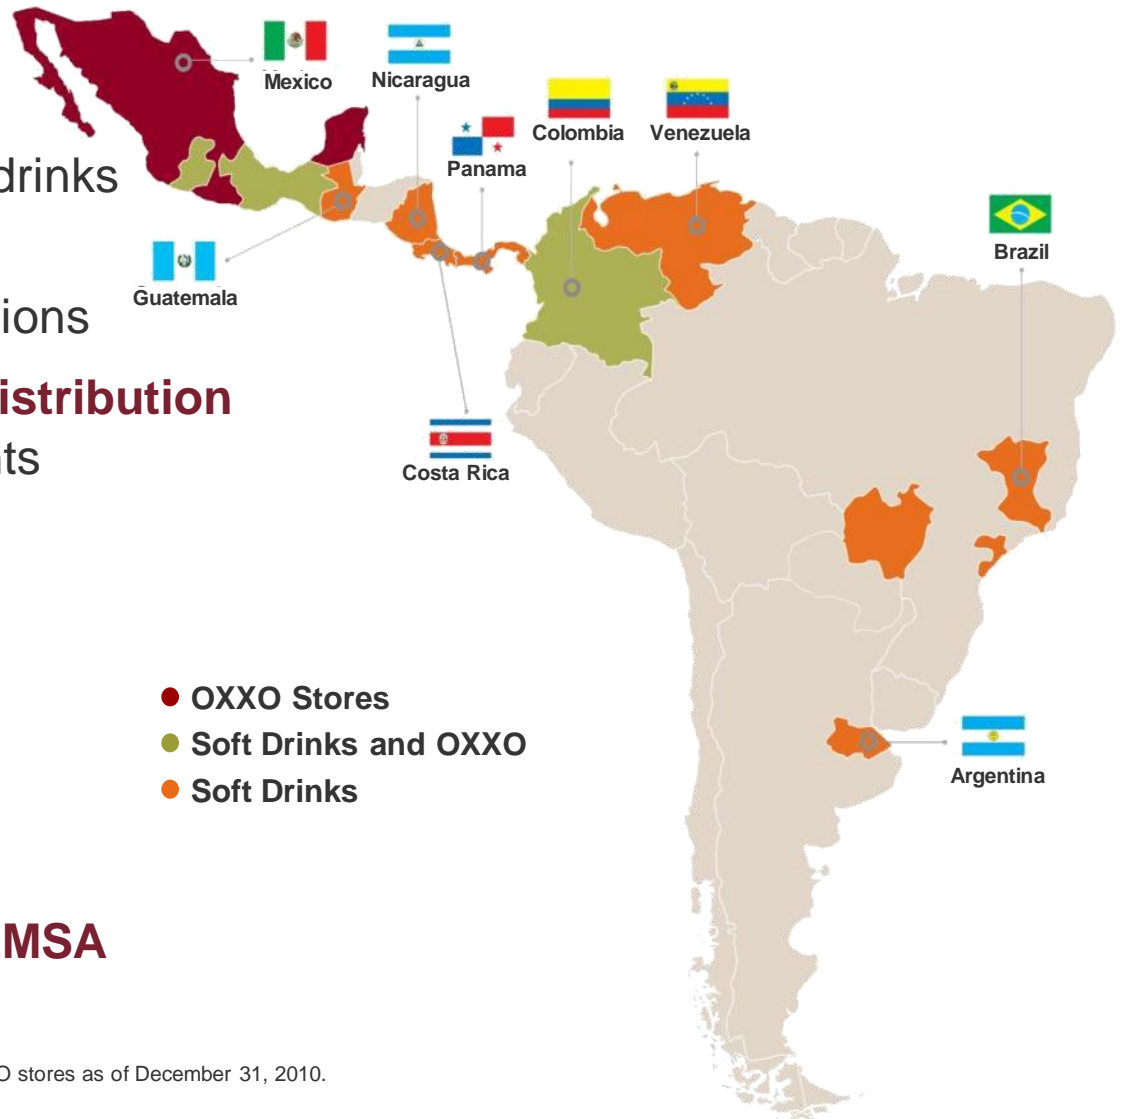 Mexico
Nicaragua
Colombia
Venezuela
drinks
Panama
Brazil
Guatemala
ions
istribution
Costa Rica
nts
OXXO Stores
Soft Drinks and OXXO
Soft Drinks
Argentina
MSA
O stores as of December 31, 2010.